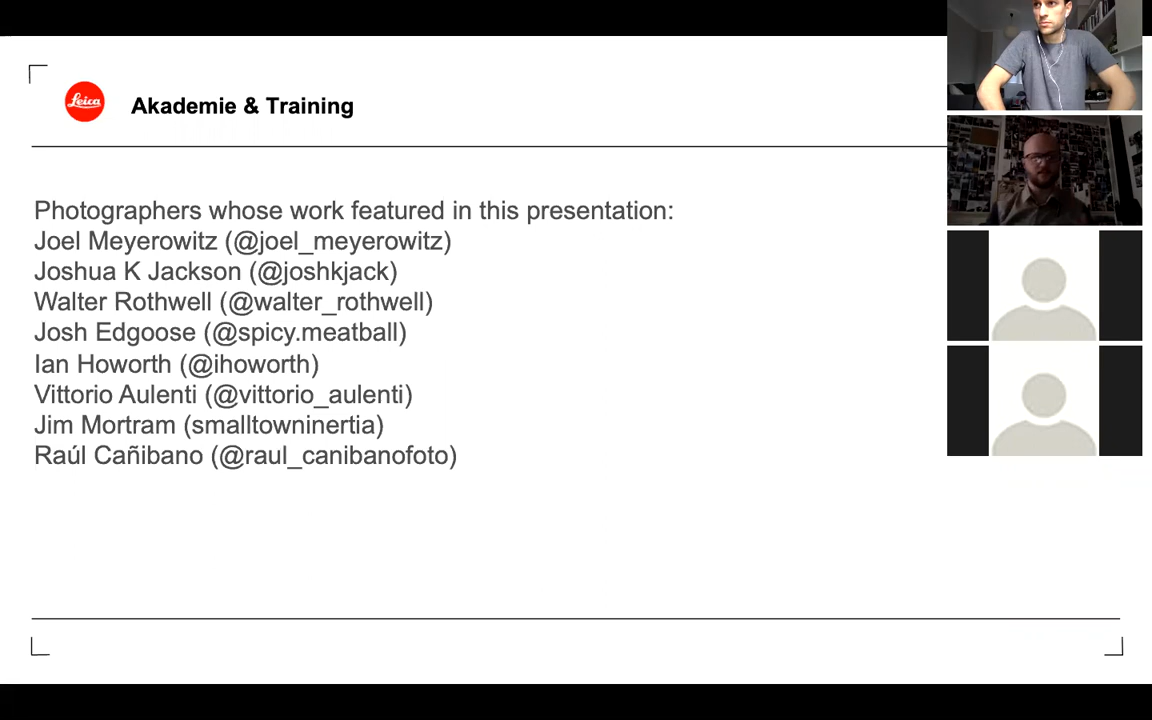 Leica
Akademie & Training
Photographers whose work featured in this presentation:
Joel Meyerowitz (@joel_meyerowitz)
Joshua K Jackson (@joshkjack)
Walter Rothwell (@walter_rothwell)
Josh Edgoose (@spicy.meatball)
Ian Howorth (@ihoworth)
Vittorio Aulenti (@vittorio_aulenti)
Jim Mortram (smalltowninertia)
Raúl Cañibano (@raul_canibanofoto)